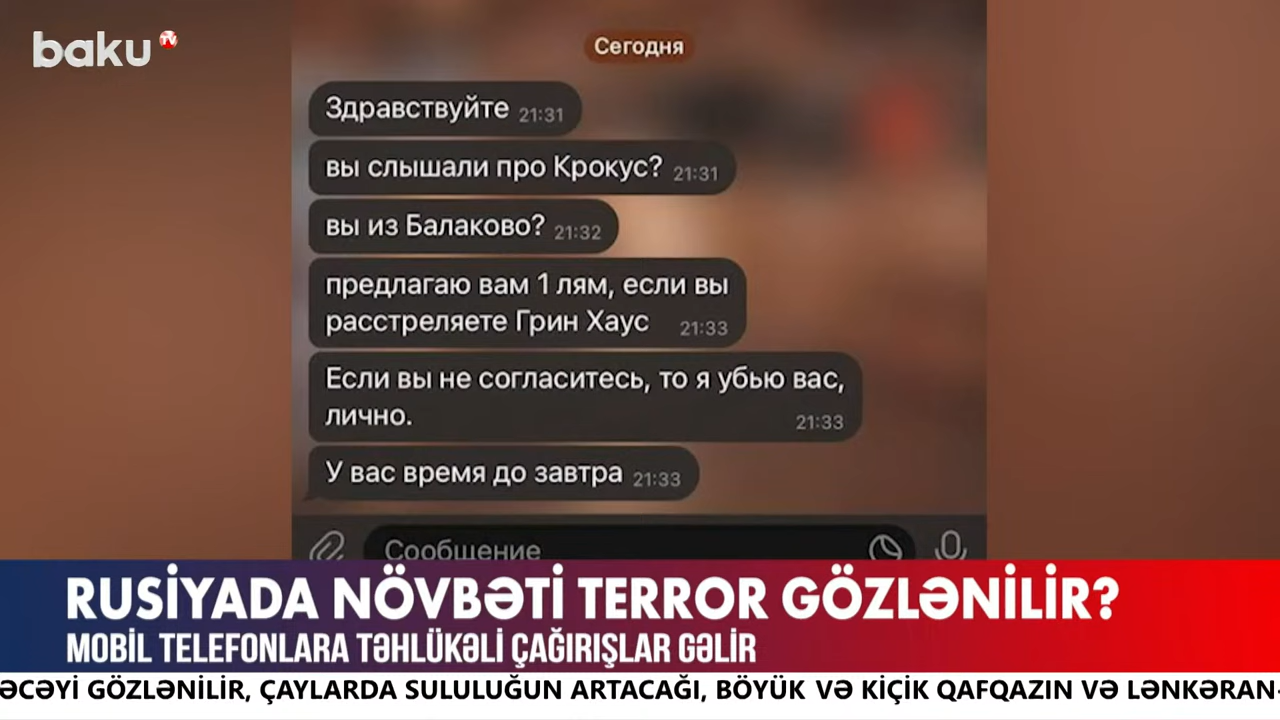 baku TV
Сегодня
Здравствуйте 21:31
вы слышали про Крокус? 21:31
вы из Балаково? 21:32
предлагаю вам 1 лям, если вы
расстреляете Грин Хаус 21:33
Если вы не согласитесь, то я убью вас,
лично. 21:33
У вас время до завтра 21:33
Сообщение
RUSİYADA NÖVBƏTİ TERROR GÖZLƏNİLİR?
MOBİL TELEFONLARA TƏHLÜKƏLİ ÇAĞIRIŞLAR GƏLİR
ƏCƏYİ GÖZLƏNİLİR, ÇAYLARDA SULULUĞUN ARTACAĞI, BÖYÜK VƏ KİÇİK QAFQAZIN VƏ LƏNKƏRAN-